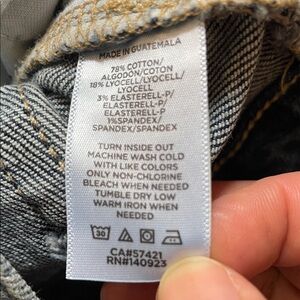 MADE IN GUATEMALA
78% COTTON/
ALGODON/COTON
18% LYOCELL/LYOCELL/
LYOCELL
3% ELASTERELL-P/
ELASTERELL-P/
ELASTERELL-P
1%SPANDEX/
SPANDEX/SPANDEX
TURN INSIDE OUT
MACHINE WASH COLD
WITH LIKE COLORS
ONLY NON-CHLORINE
BLEACH WHEN NEEDED
TUMBLE DRY LOW
WARM IRON WHEN
NEEDED
30
CA#57421
RN#140923